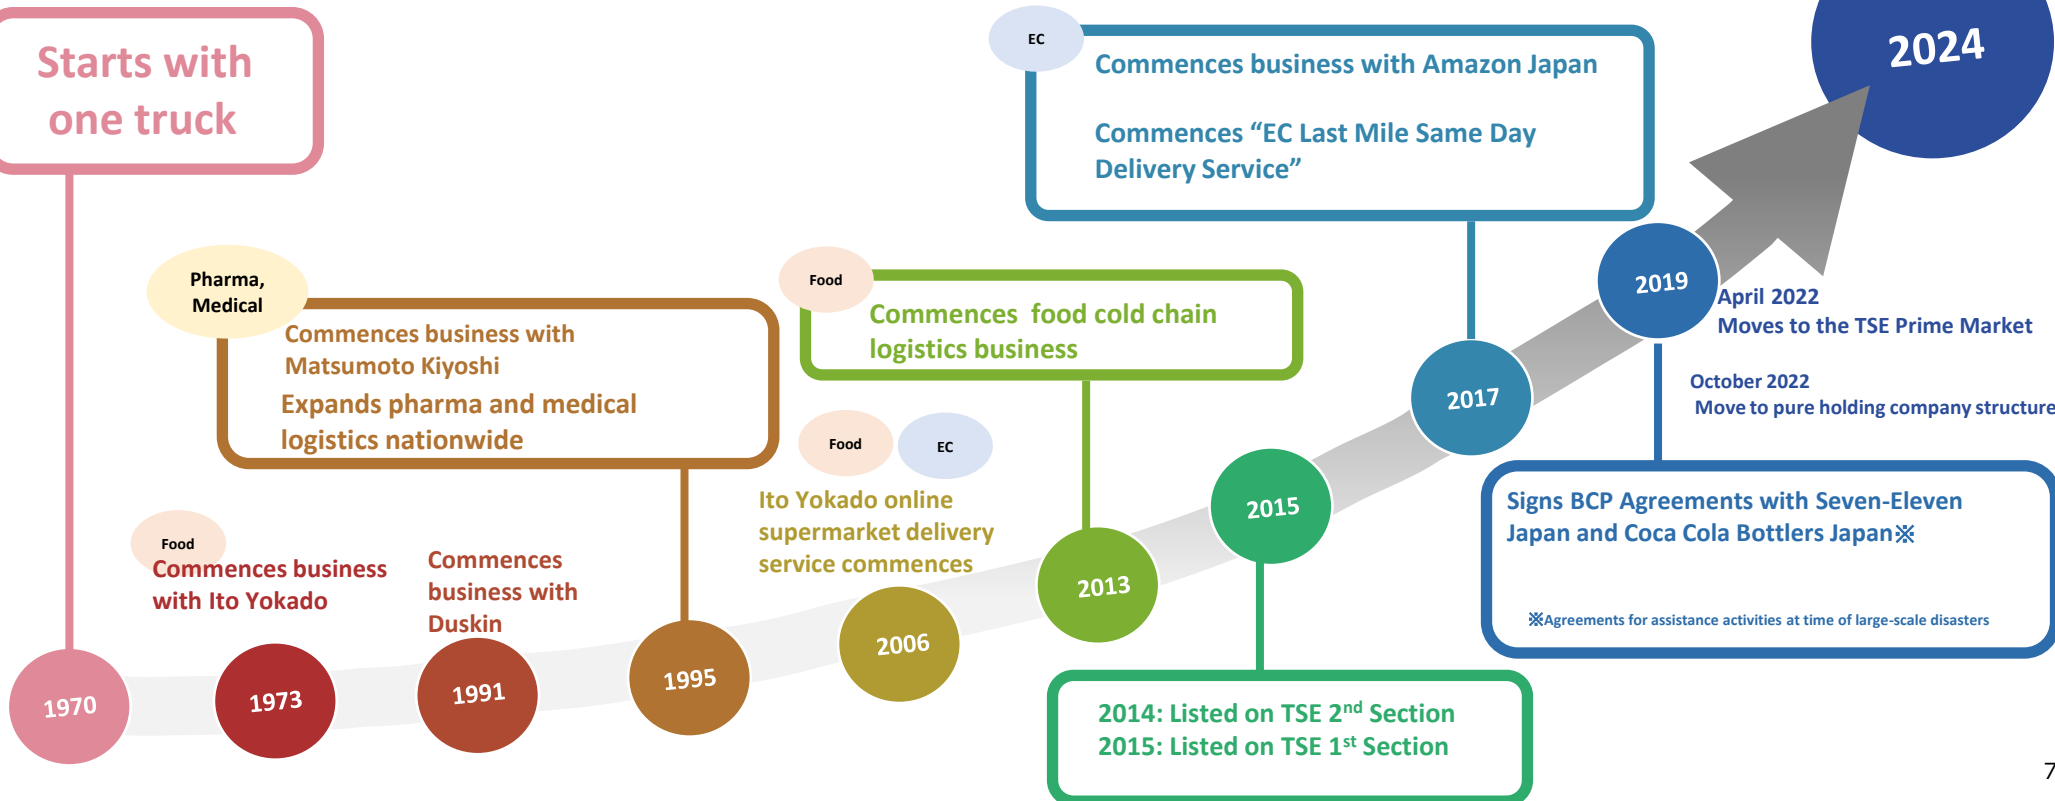 Starts with
one truck
1970
Food
Commences business
with Ito Yokado
1973
Commences
business with
Duskin
1991
Pharma,
Medical
Commences business with
Matsumoto Kiyoshi
Expands pharma and medical
logistics nationwide
1995
Food
EC
Ito Yokado online
supermarket delivery
service commences
2006
Food
Commences  food cold chain
logistics business
2013
2015
2014: Listed on TSE 2nd Section
2015: Listed on TSE 1st Section
EC
Commences business with Amazon Japan
Commences “EC Last Mile Same Day
Delivery Service”
2017
2019
Signs BCP Agreements with Seven-Eleven
Japan and Coca Cola Bottlers Japan※
※Agreements for assistance activities at time of large-scale disasters
April 2022
Moves to the TSE Prime Market
October 2022
Move to pure holding company structure
2024
7